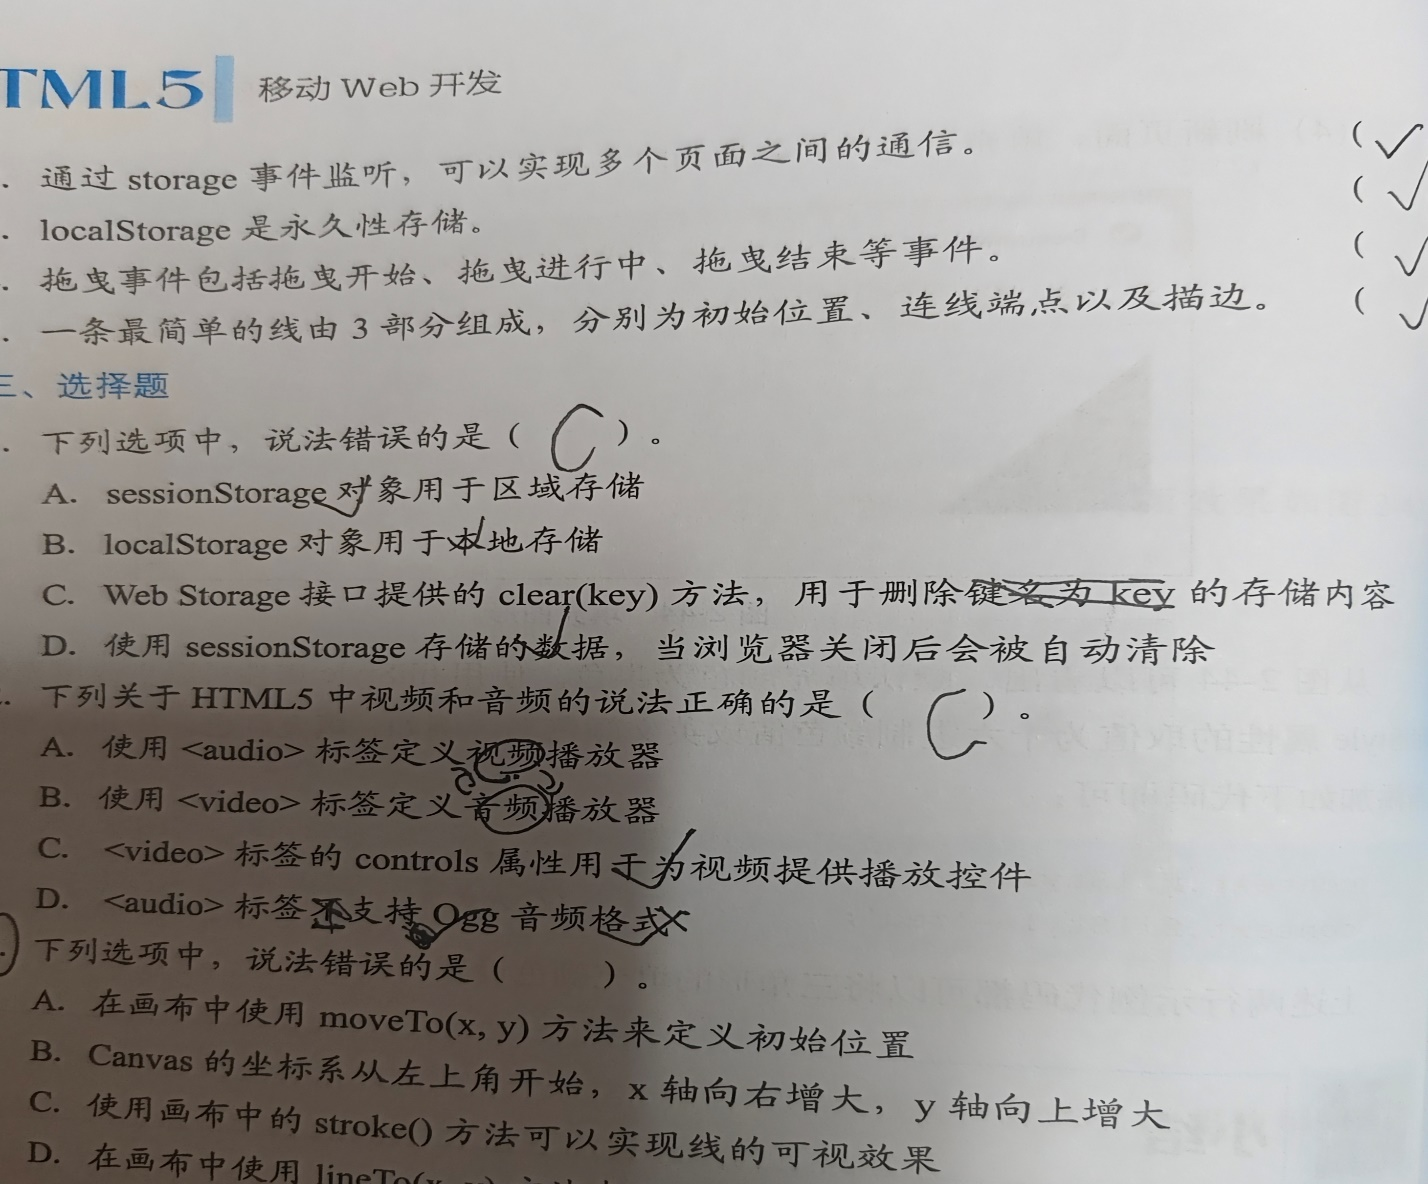 TML5 移动 Web 开发
. 通过 storage 事件监听，可以实现多个页面之间的通信。 ( ✓
. localStorage 是永久性存储。 ( ✓
. 拖曳事件包括拖曳开始、拖曳进行中、拖曳结束等事件。 ( ✓
. 一条最简单的线由 3 部分组成，分别为初始位置、连线端点以及描边。 ( ✓
三、选择题
. 下列选项中，说法错误的是（ C ）。
A. sessionStorage 对象用于区域存储
B. localStorage 对象用于本地存储
C. Web Storage 接口提供的 clear(key) 方法，用于删除键名为 key 的存储内容
D. 使用 sessionStorage 存储的数据，当浏览器关闭后会被自动清除
. 下列关于 HTML5 中视频和音频的说法正确的是（ C ）。
A. 使用 <audio> 标签定义视频播放器
B. 使用 <video> 标签定义音频播放器
C. <video> 标签的 controls 属性用于为视频提供播放控件
D. <audio> 标签不支持 Ogg 音频格式
. 下列选项中，说法错误的是（ ）。
A. 在画布中使用 moveTo(x, y) 方法来定义初始位置
B. Canvas 的坐标系从左上角开始，x 轴向右增大，y 轴向上增大
C. 使用画布中的 stroke() 方法可以实现线的可视效果
D. 在画布中使用 lineTo(x, y)